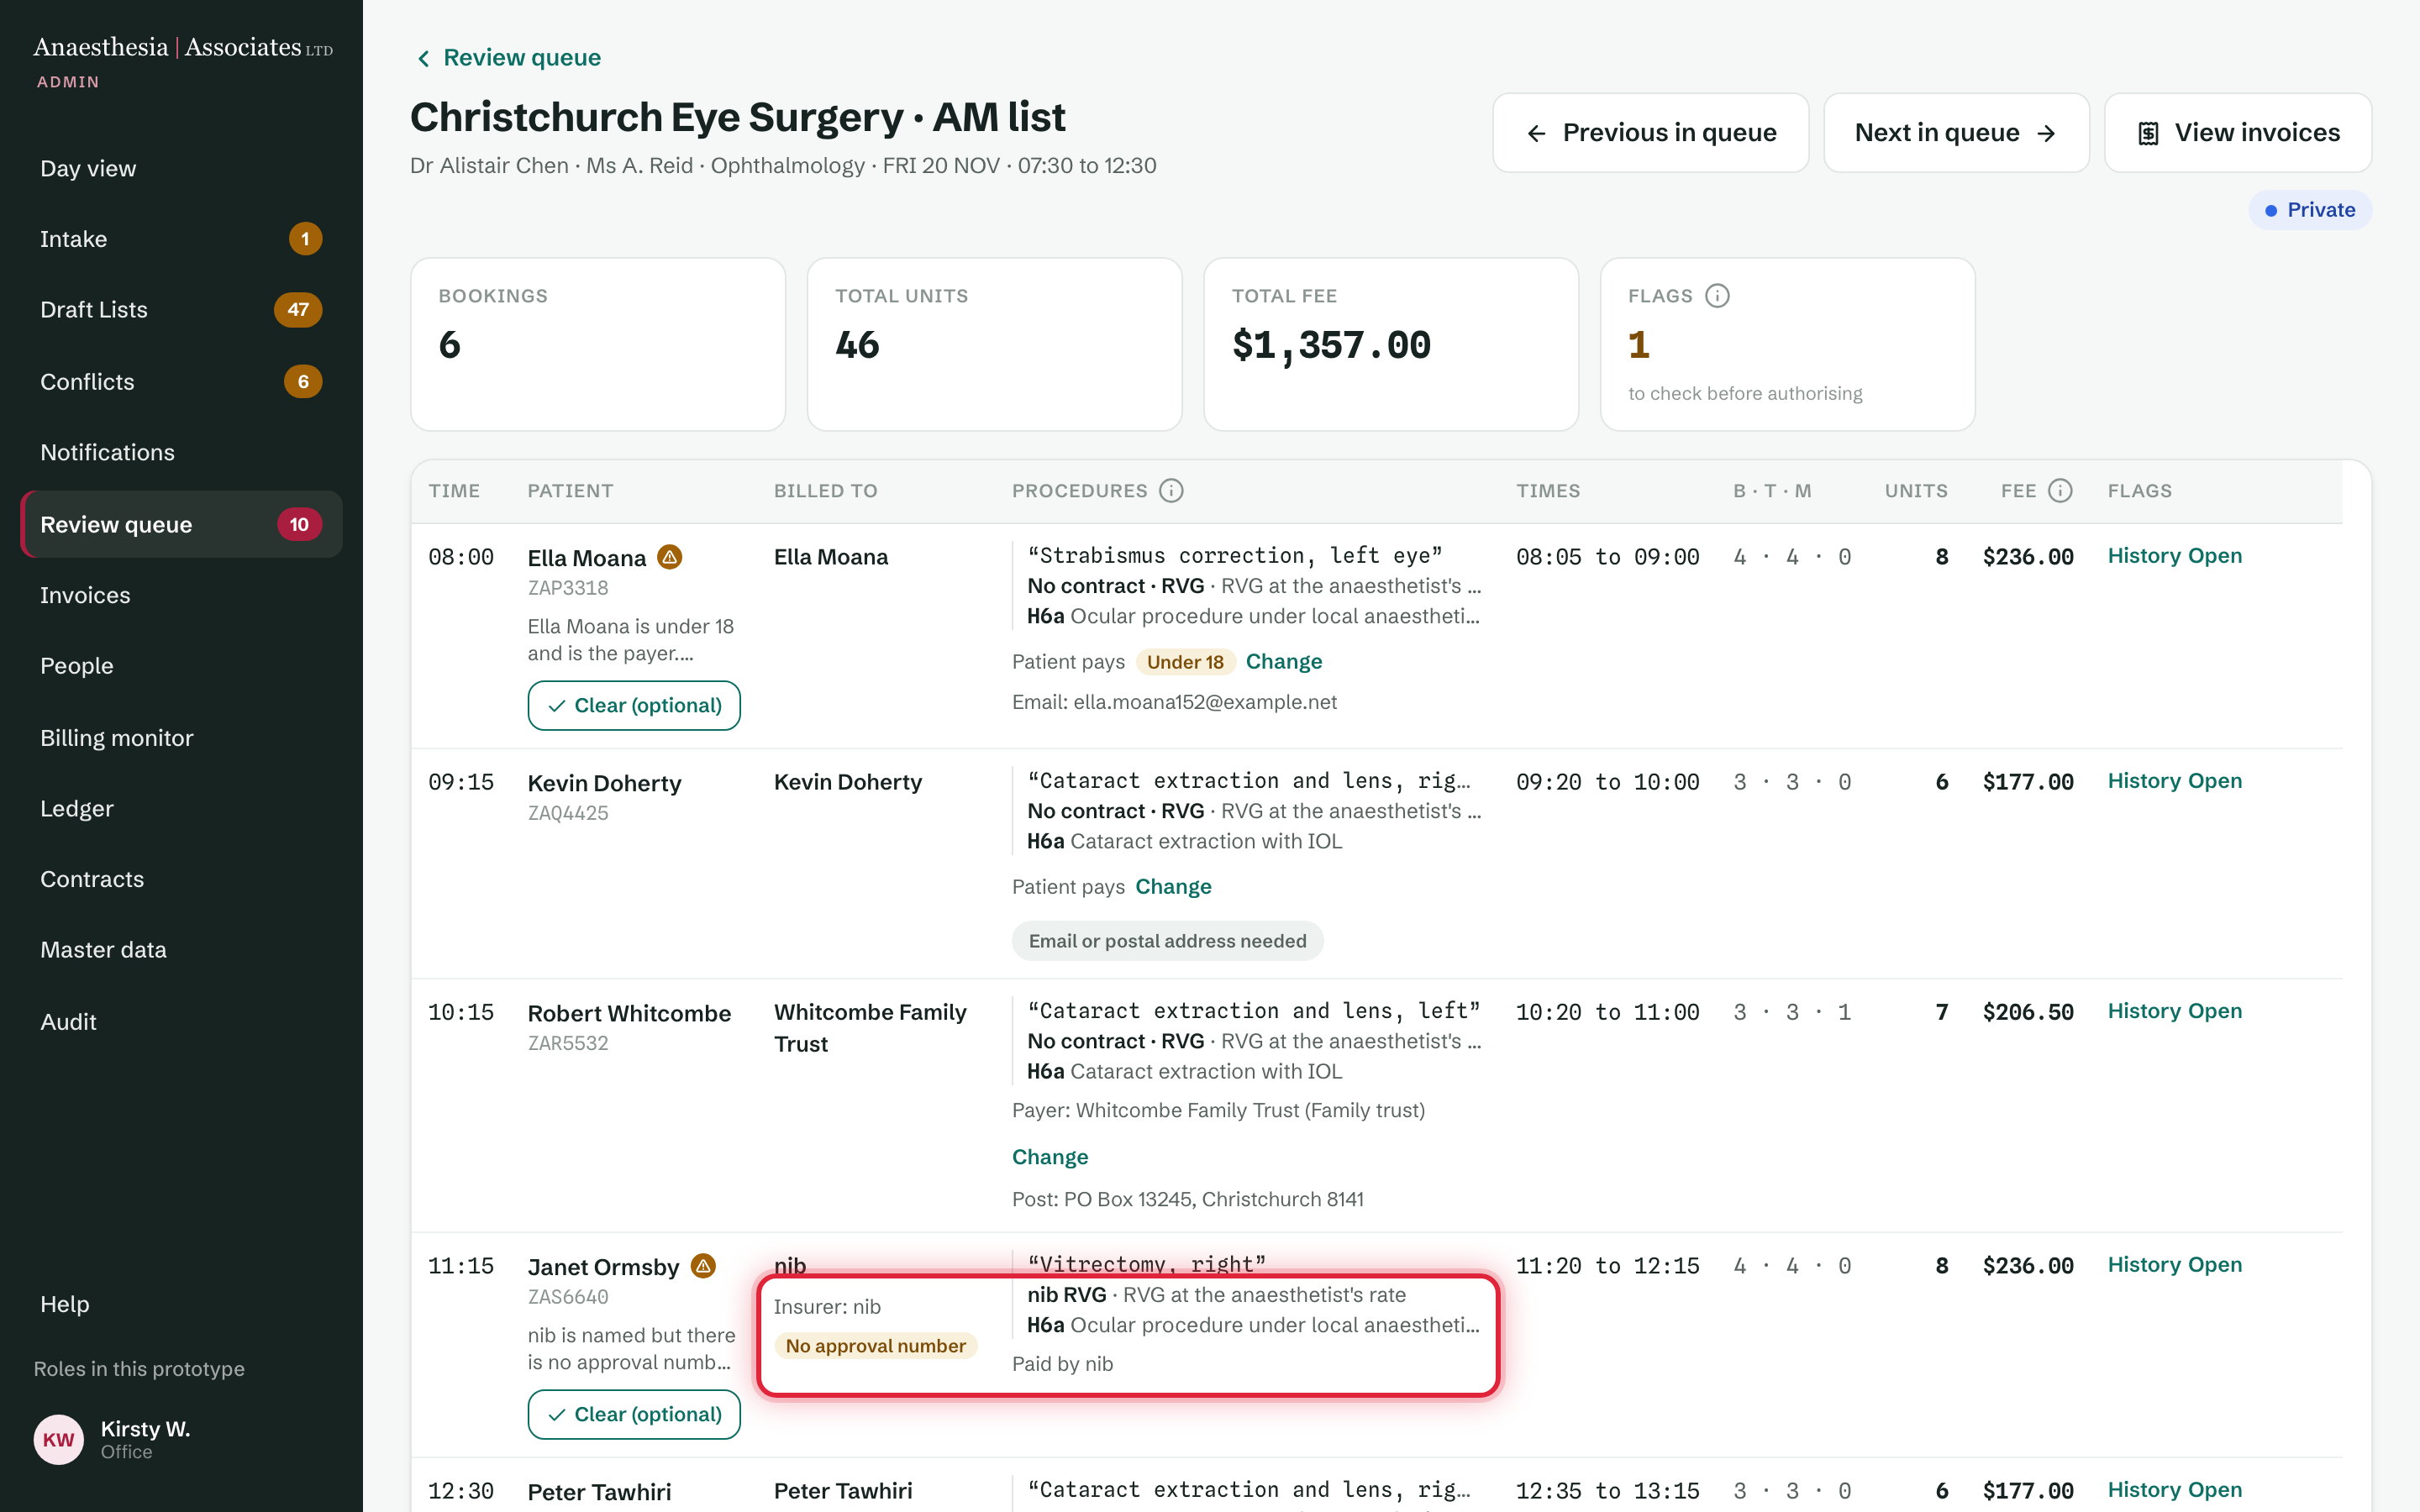 Anaesthesia | Associates LTD
ADMIN
Day view
Intake 1
Draft Lists 47
Conflicts 6
Notifications
Review queue 10
Invoices
People
Billing monitor
Ledger
Contracts
Master data
Audit
Help
Roles in this prototype
KW
Kirsty W.
Office
Review queue
Christchurch Eye Surgery · AM list
Dr Alistair Chen · Ms A. Reid · Ophthalmology · FRI 20 NOV · 07:30 to 12:30
Previous in queue
Next in queue
View invoices
Private
BOOKINGS
6
TOTAL UNITS
46
TOTAL FEE
$1,357.00
FLAGS
1
to check before authorising
TIME PATIENT BILLED TO PROCEDURES TIMES B · T · M UNITS FEE FLAGS
08:00
Ella Moana
ZAP3318
Ella Moana is under 18
and is the payer....
Clear (optional)
Ella Moana
“Strabismus correction, left eye”
No contract · RVG · RVG at the anaesthetist's ...
H6a Ocular procedure under local anaestheti...
Patient pays Under 18 Change
Email: ella.moana152@example.net
08:05 to 09:00
4 · 4 · 0
8
$236.00
History Open
09:15
Kevin Doherty
ZAQ4425
Kevin Doherty
“Cataract extraction and lens, rig...
No contract · RVG · RVG at the anaesthetist's ...
H6a Cataract extraction with IOL
Patient pays Change
Email or postal address needed
09:20 to 10:00
3 · 3 · 0
6
$177.00
History Open
10:15
Robert Whitcombe
ZAR5532
Whitcombe Family
Trust
“Cataract extraction and lens, left”
No contract · RVG · RVG at the anaesthetist's ...
H6a Cataract extraction with IOL
Payer: Whitcombe Family Trust (Family trust)
Change
Post: PO Box 13245, Christchurch 8141
10:20 to 11:00
3 · 3 · 1
7
$206.50
History Open
11:15
Janet Ormsby
ZAS6640
nib is named but there
is no approval numb...
Clear (optional)
nib
Insurer: nib
No approval number
“Vitrectomy, right”
nib RVG · RVG at the anaesthetist's rate
H6a Ocular procedure under local anaestheti...
Paid by nib
11:20 to 12:15
4 · 4 · 0
8
$236.00
History Open
12:30
Peter Tawhiri
Peter Tawhiri
“Cataract extraction and lens, rig...
12:35 to 13:15
3 · 3 · 0
6
$177.00
History Open